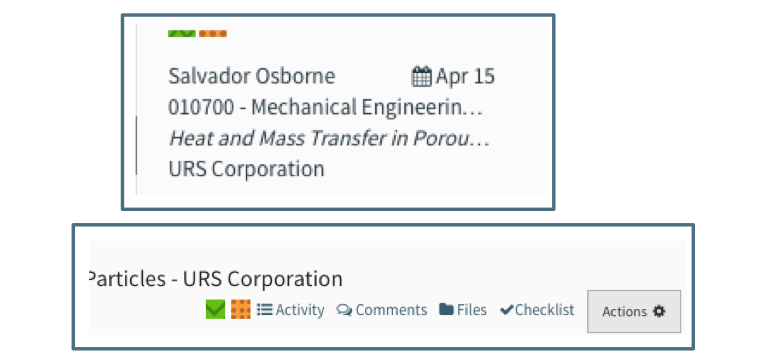 Salvador Osborne Apr 15
010700 - Mechanical Engineerin...
Heat and Mass Transfer in Porou...
URS Corporation
Particles - URS Corporation
Activity Comments Files Checklist Actions